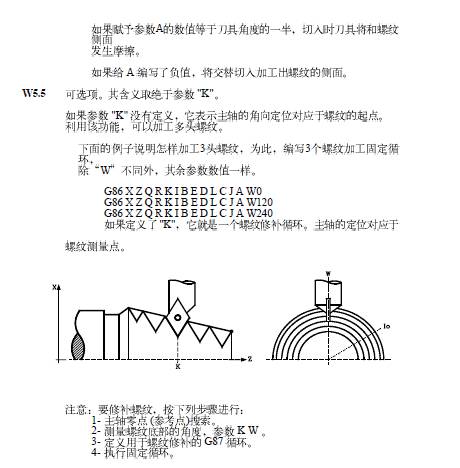 如果赋予参数A的数值等于刀具角度的一半，切入时刀具将和螺纹
侧面
发生摩擦。
如果给 A 编写了负值，将交替切入加工出螺纹的侧面。
W5.5 可选项。其含义取绝于参数 "K"。
如果参数 "K" 没有定义，它表示主轴的角向定位对应于螺纹的起点。
利用该功能，可以加工多头螺纹。
下面的例子说明怎样加工3头螺纹，为此，编写3个螺纹加工固定循
环，
除“W”不同外，其余参数数值一样。
G86 X Z Q R K I B E D L C J A W0
G86 X Z Q R K I B E D L C J A W120
G86 X Z Q R K I B E D L C J A W240
如果定义了 "K"，它就是一个螺纹修补循环。主轴的定位对应于
螺纹测量点。
X
Z
K
W
Io
注意：要修补螺纹，按下列步骤进行：
1- 主轴零点 (参考点)搜索。
2- 测量螺纹底部的角度，参数 K W 。
3- 定义用于螺纹修补的 G87 循环。
4- 执行固定循环。